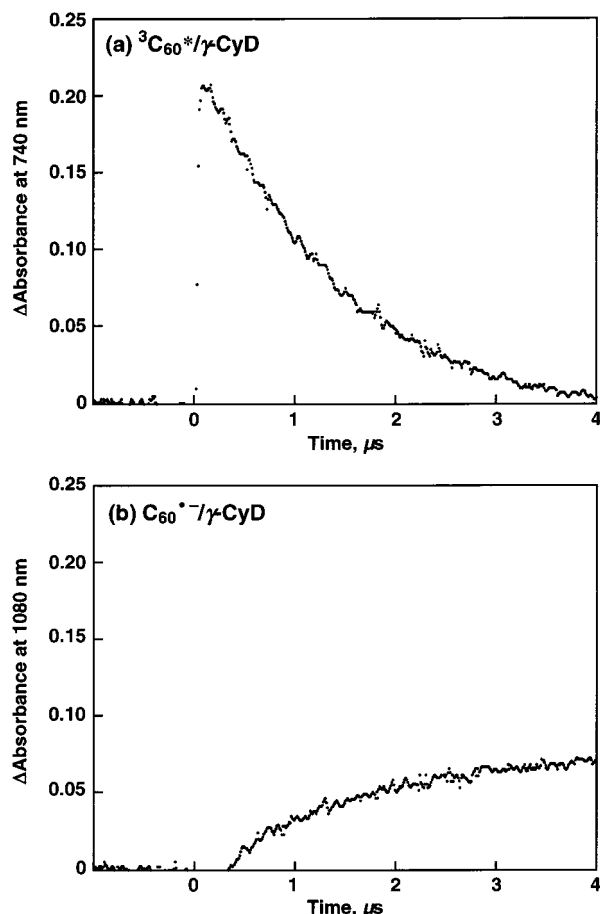 (a) ³C₆₀*/γ-CyD
ΔAbsorbance at 740 nm
0.25
0.20
0.15
0.10
0.05
0
0 1 2 3 4
Time, μs
(b) C₆₀•⁻/γ-CyD
ΔAbsorbance at 1080 nm
0.25
0.20
0.15
0.10
0.05
0
0 1 2 3 4
Time, μs